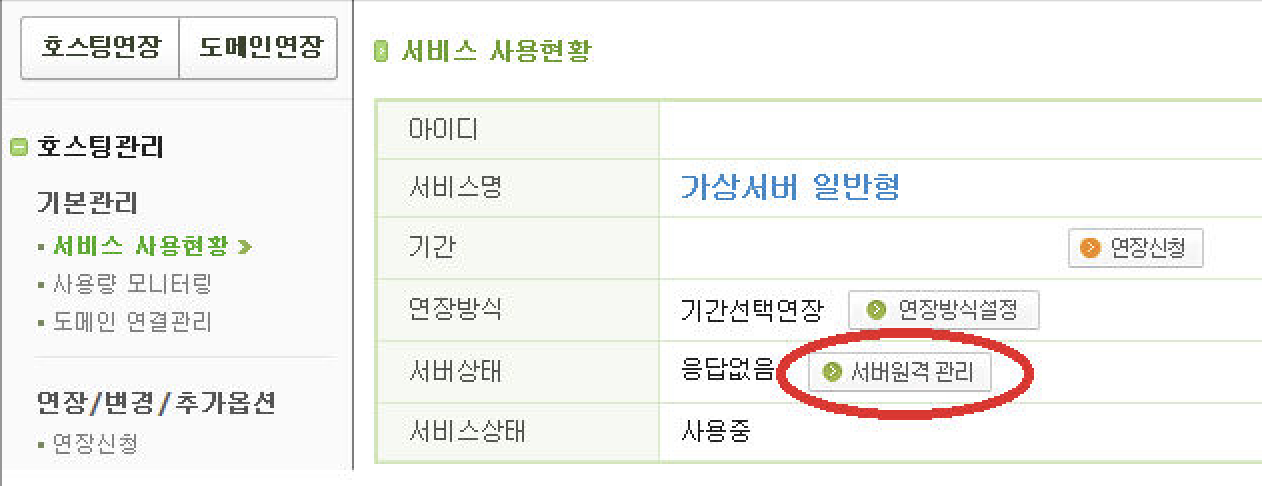 호스팅연장 도메인연장
호스팅관리
기본관리
서비스 사용현황
사용량 모니터링
도메인 연결관리
연장/변경/추가옵션
연장신청
서비스 사용현황
아이디
서비스명 가상서버 일반형
기간 연장신청
연장방식 기간선택연장 연장방식설정
서버상태 응답없음 서버원격 관리
서비스상태 사용중